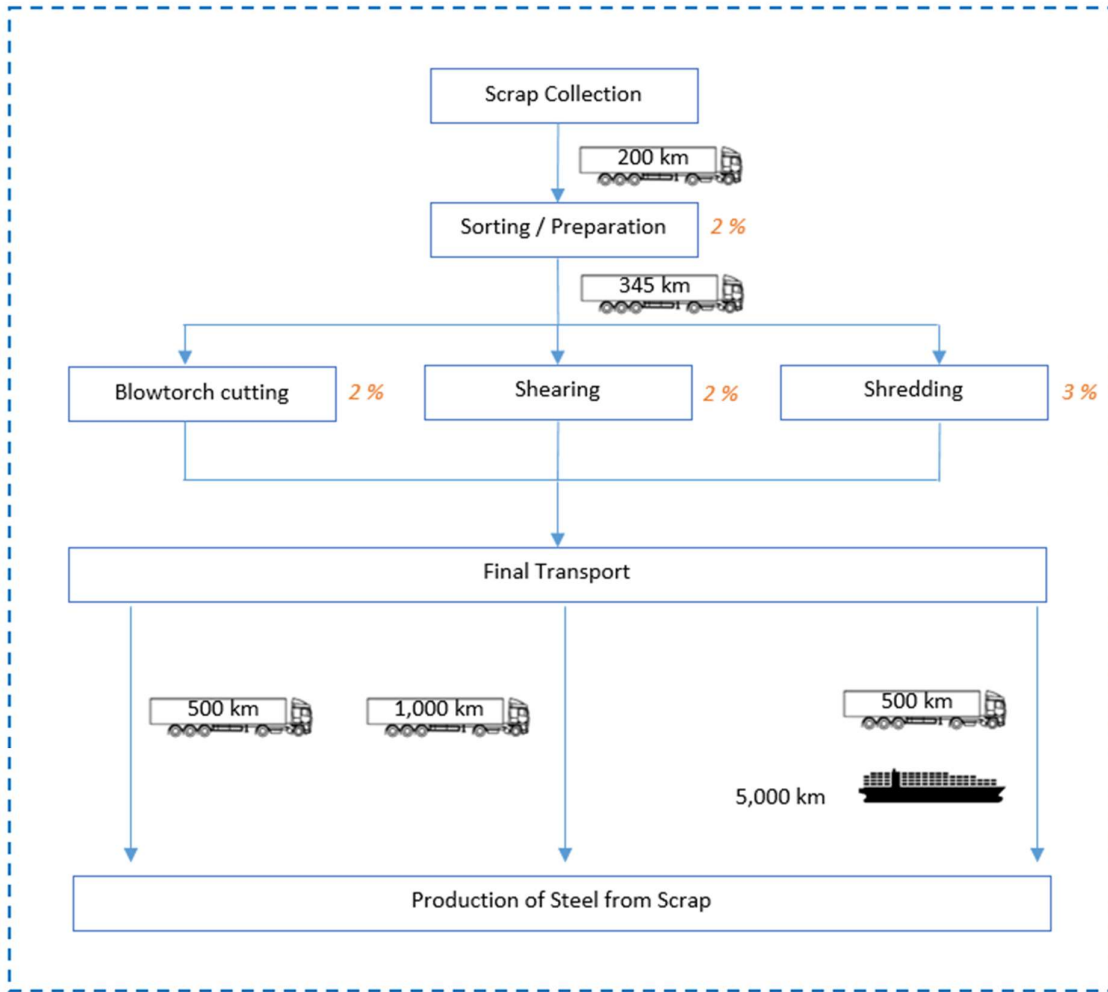 Scrap Collection
200 km
Sorting / Preparation
2 %
345 km
Blowtorch cutting
2 %
Shearing
2 %
Shredding
3 %
Final Transport
500 km
1,000 km
500 km
5,000 km
Production of Steel from Scrap